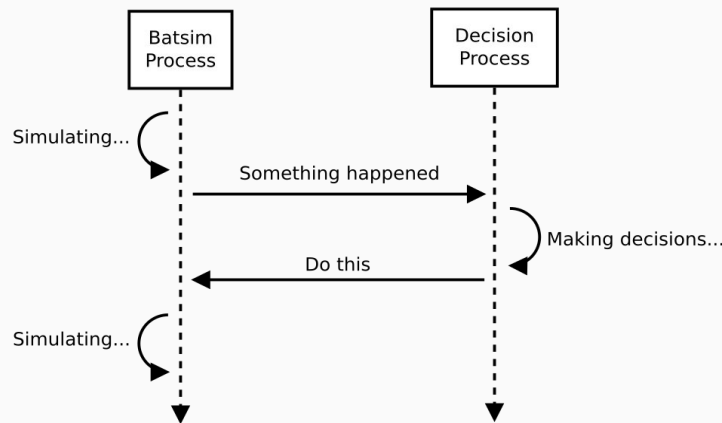 Batsim
Process
Decision
Process
Simulating...
Something happened
Making decisions...
Do this
Simulating...